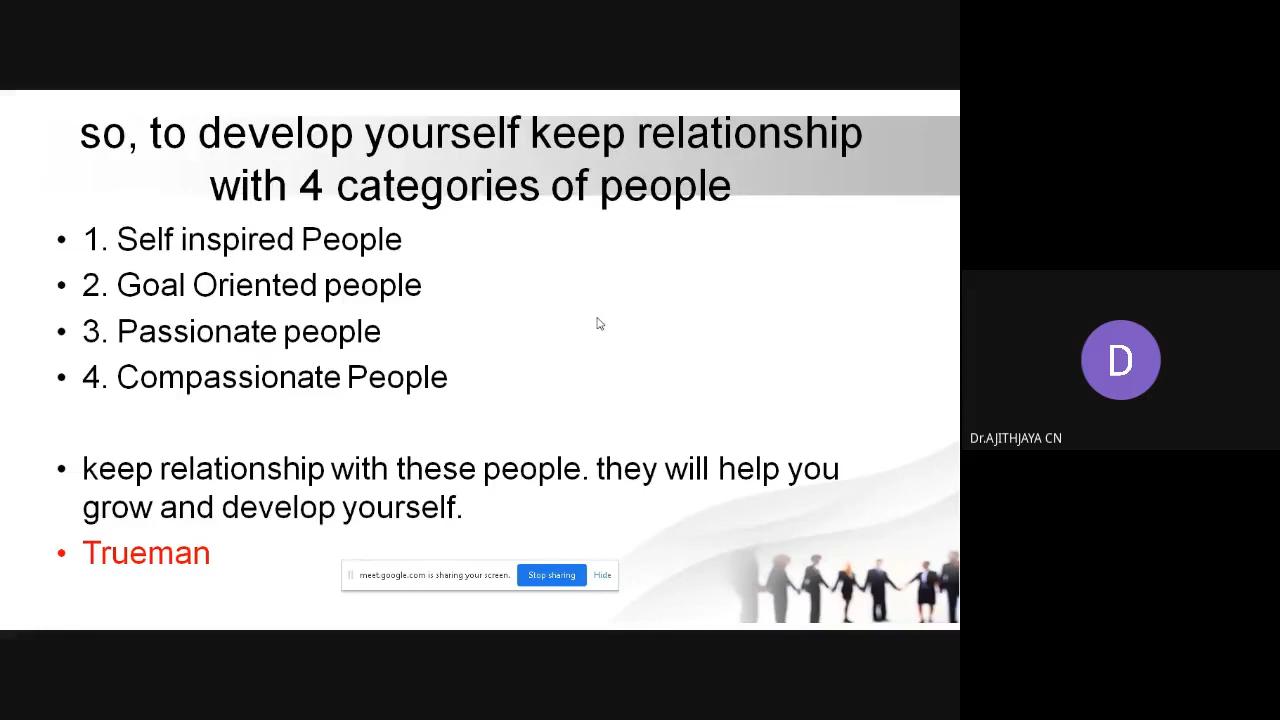 so, to develop yourself keep relationship
with 4 categories of people
• 1. Self inspired People
• 2. Goal Oriented people
• 3. Passionate people
• 4. Compassionate People
• keep relationship with these people. they will help you
grow and develop yourself.
• Trueman
meet.google.com is sharing your screen. Stop sharing Hide
D
Dr.AJITHJAYA CN